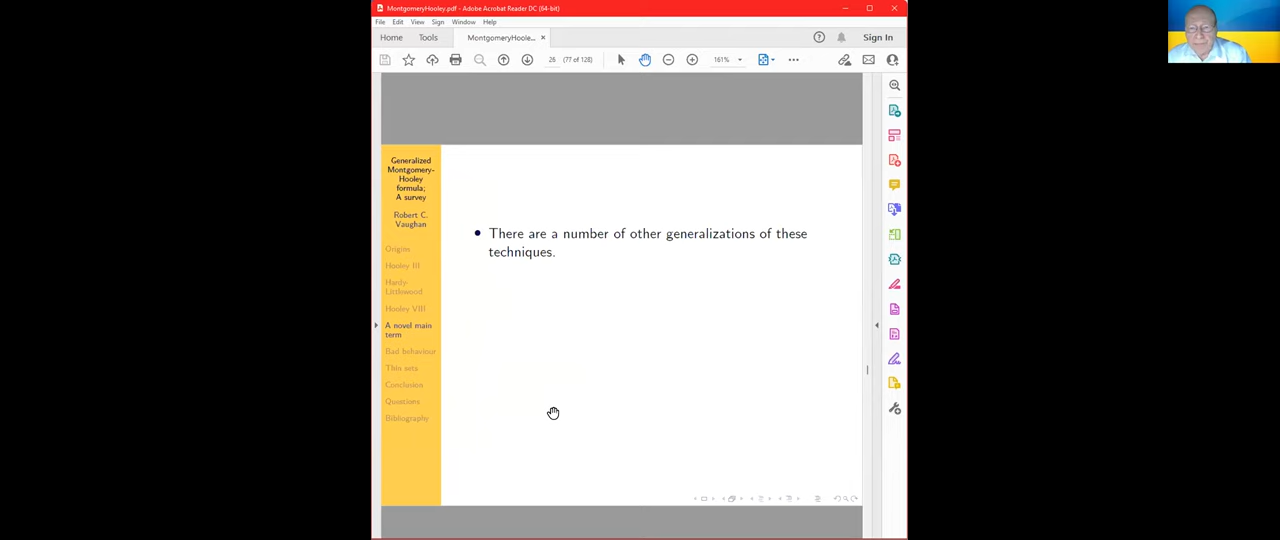 MontgomeryHooley.pdf - Adobe Acrobat Reader DC (64-bit)
File Edit View Sign Window Help
Home Tools MontgomeryHoole... × Sign In
26 (77 of 128) 161%
Generalized
Montgomery-
Hooley
formula;
A survey
Robert C.
Vaughan
Origins
Hooley III
Hardy-
Littlewood
Hooley VIII
A novel main
term
Bad behaviour
Thin sets
Conclusion
Questions
Bibliography
• There are a number of other generalizations of these
techniques.